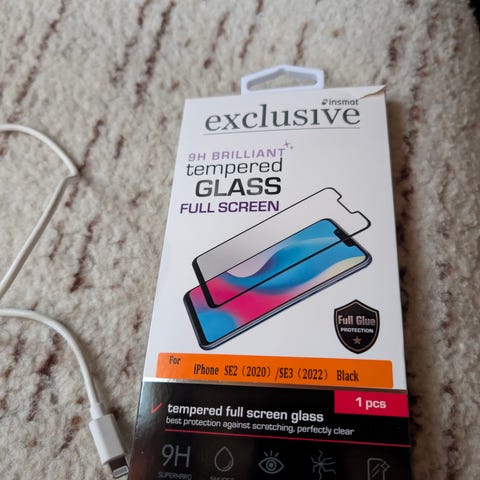 insmat
exclusive
9H BRILLIANT
tempered
GLASS
FULL SCREEN
Full Glue
PROTECTION
For
iPhone SE2 (2020) /SE3 (2022) Black
1 pcs
tempered full screen glass
best protection against scratching, perfectly clear
9H